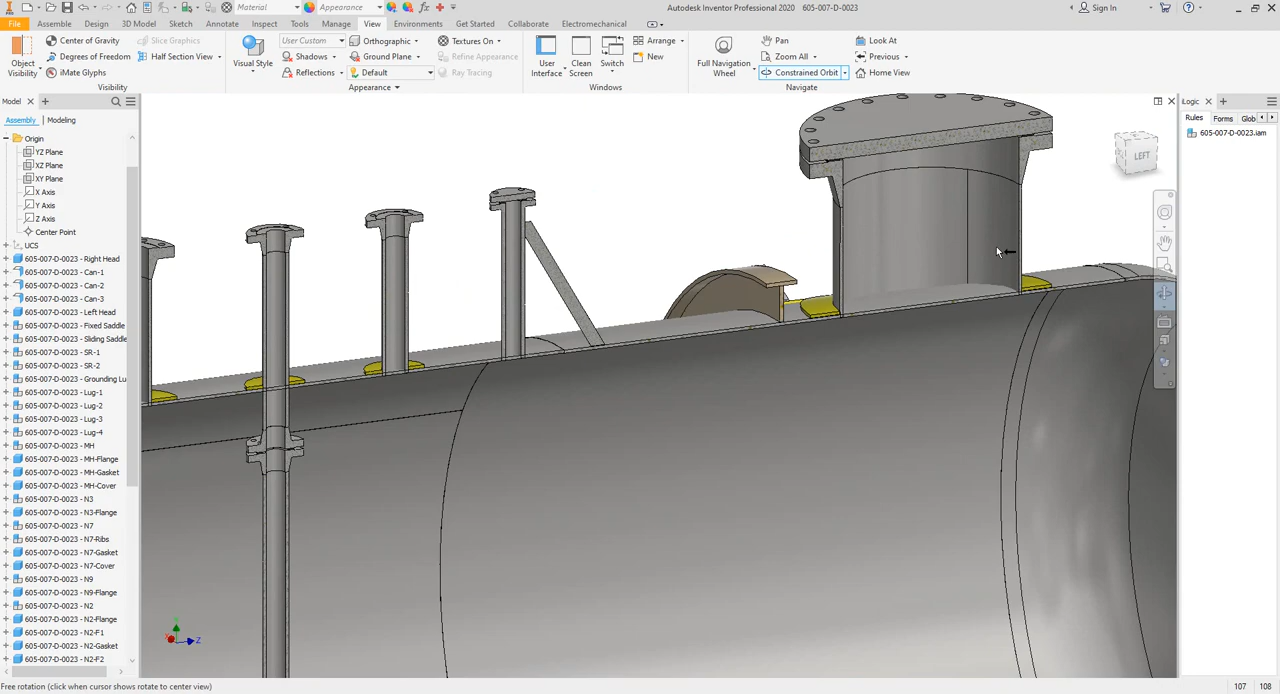 Material
Appearance
Autodesk Inventor Professional 2020 605-007-D-0023
Sign In
File
Assemble
Design
3D Model
Sketch
Annotate
Inspect
Tools
Manage
View
Environments
Get Started
Collaborate
Electromechanical
Object
Visibility
Center of Gravity
Degrees of Freedom
iMate Glyphs
Slice Graphics
Half Section View
Visibility
Visual Style
User Custom
Shadows
Reflections
Orthographic
Ground Plane
Default
Textures On
Refine Appearance
Ray Tracing
Appearance
User
Interface
Clean
Screen
Switch
Arrange
New
Windows
Full Navigation
Wheel
Pan
Zoom All
Constrained Orbit
Look At
Previous
Home View
Navigate
Model
Assembly
Modeling
Origin
YZ Plane
XZ Plane
XY Plane
X Axis
Y Axis
Z Axis
Center Point
UCS
605-007-D-0023 - Right Head
605-007-D-0023 - Can-1
605-007-D-0023 - Can-2
605-007-D-0023 - Can-3
605-007-D-0023 - Left Head
605-007-D-0023 - Fixed Saddle
605-007-D-0023 - Sliding Saddle
605-007-D-0023 - SR-1
605-007-D-0023 - SR-2
605-007-D-0023 - Grounding Lu
605-007-D-0023 - Lug-1
605-007-D-0023 - Lug-2
605-007-D-0023 - Lug-3
605-007-D-0023 - Lug-4
605-007-D-0023 - MH
605-007-D-0023 - MH-Flange
605-007-D-0023 - MH-Gasket
605-007-D-0023 - MH-Cover
605-007-D-0023 - N3
605-007-D-0023 - N3-Flange
605-007-D-0023 - N7
605-007-D-0023 - N7-Ribs
605-007-D-0023 - N7-Gasket
605-007-D-0023 - N7-Cover
605-007-D-0023 - N9
605-007-D-0023 - N9-Flange
605-007-D-0023 - N2
605-007-D-0023 - N2-Flange
605-007-D-0023 - N2-F1
605-007-D-0023 - N2-Gasket
605-007-D-0023 - N2-F2
LEFT
Z
iLogic
Rules
Forms
Glob
605-007-D-0023.iam
Free rotation (click when cursor shows rotate to center view)
107 108